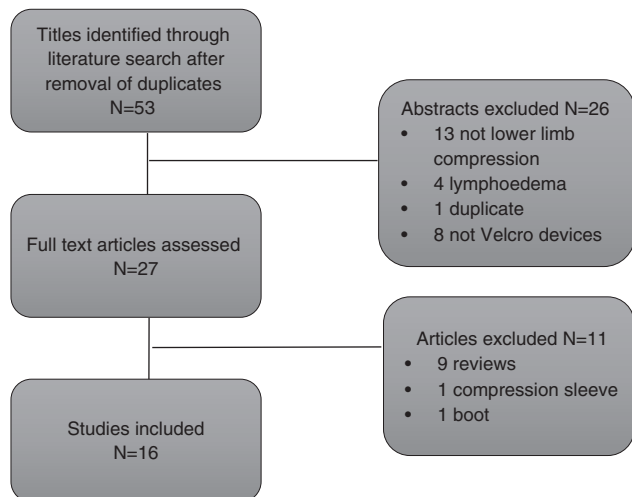 Titles identified through
literature search after
removal of duplicates
N=53
Abstracts excluded N=26
• 13 not lower limb
compression
• 4 lymphoedema
• 1 duplicate
• 8 not Velcro devices
Full text articles assessed
N=27
Articles excluded N=11
• 9 reviews
• 1 compression sleeve
• 1 boot
Studies included
N=16